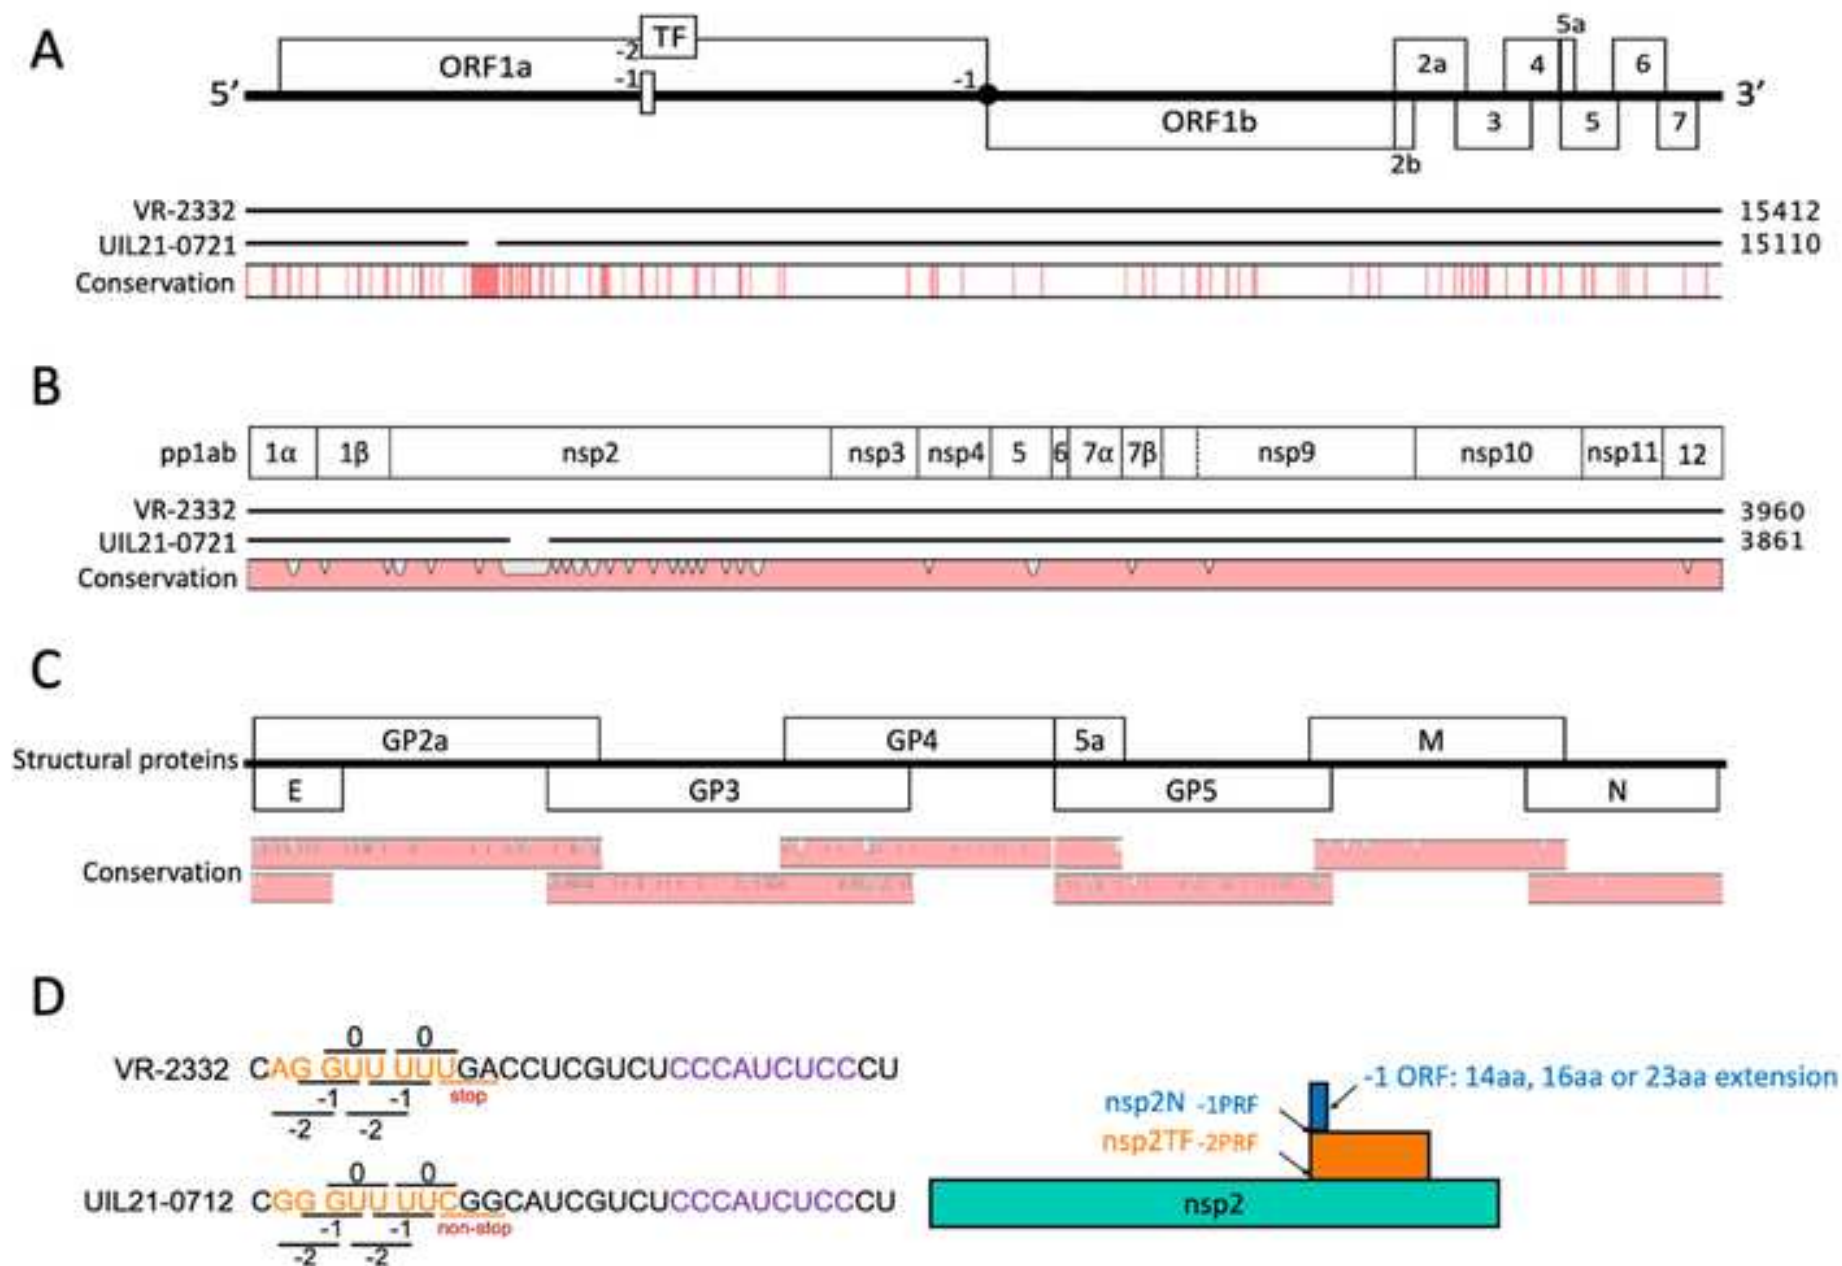 A
5a
TF
-2
ORF1a
2a
4
6
-1
-1
5′
3′
ORF1b
3
5
7
2b
VR-2332
15412
UIL21-0721
15110
Conservation
B
pp1ab
1α
1β
nsp2
nsp3
nsp4
5
6
7α
7β
nsp9
nsp10
nsp11
12
VR-2332
3960
UIL21-0721
3861
Conservation
C
GP2a
GP4
5a
M
Structural proteins
E
GP3
GP5
N
Conservation
D
0 0
VR-2332 CAG GUU UUUGACCUCGUCUCCCAUCUCCCU
-1 -1 stop
-2 -2
0 0
UIL21-0712 CGG GUU UUCGGCAUCGUCUCCCAUCUCCCU
-1 -1 non-stop
-2 -2
-1 ORF: 14aa, 16aa or 23aa extension
nsp2N -1PRF
nsp2TF -2PRF
nsp2